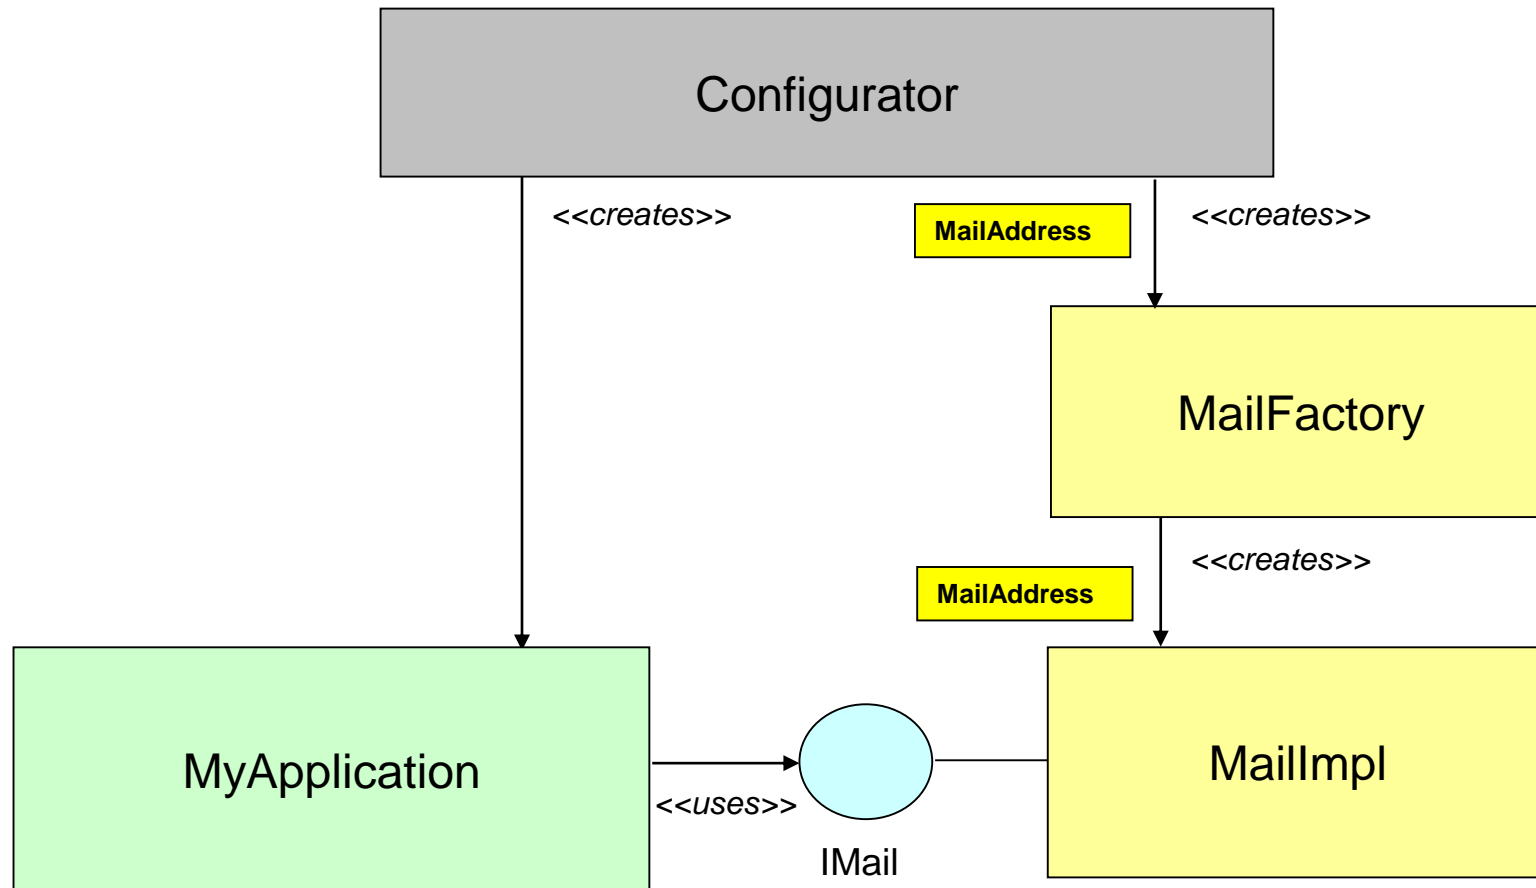 Configurator
<<creates>>
MailAddress
<<creates>>
MailFactory
<<creates>>
MailAddress
MyApplication
<<uses>>
IMail
MailImpl